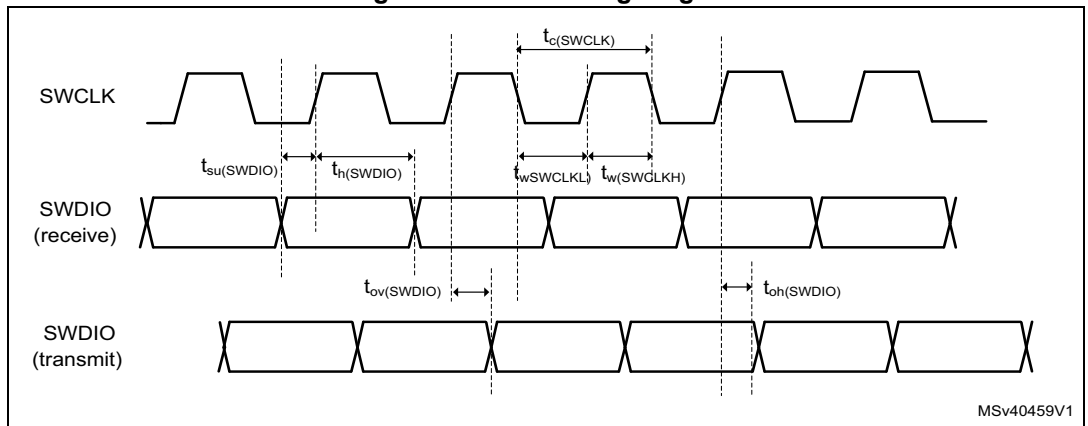 tc(SWCLK)
SWCLK
tsu(SWDIO)
th(SWDIO)
twSWCLKL)
tw(SWCLKH)
SWDIO
(receive)
tov(SWDIO)
toh(SWDIO)
SWDIO
(transmit)
MSv40459V1